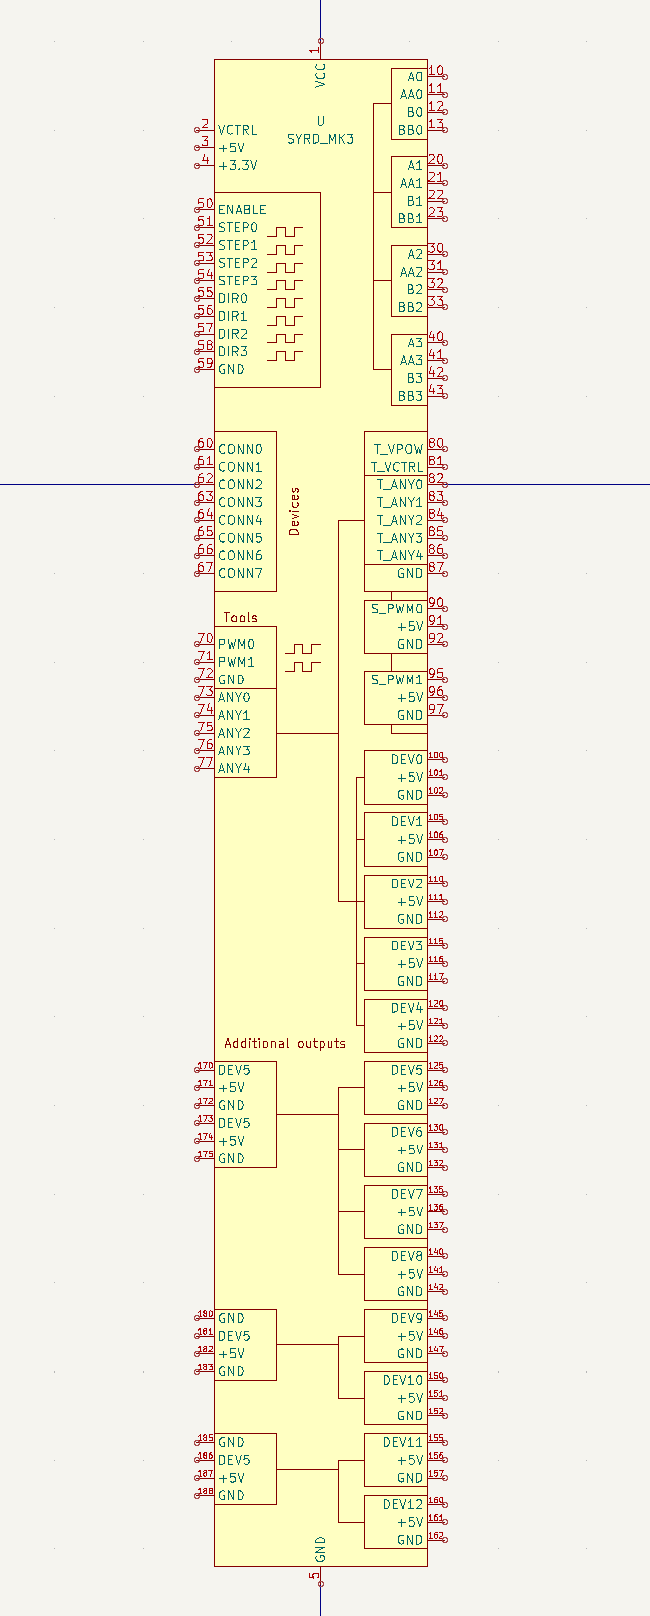 1
VCC
U
SYRD_MK3
2 VCTRL
3 +5V
4 +3.3V
50 ENABLE
51 STEP0
52 STEP1
53 STEP2
54 STEP3
55 DIR0
56 DIR1
57 DIR2
58 DIR3
59 GND
60 CONN0
61 CONN1
62 CONN2
63 CONN3
64 CONN4
65 CONN5
66 CONN6
67 CONN7
Devices
Tools
70 PWM0
71 PWM1
72 GND
73 ANY0
74 ANY1
75 ANY2
76 ANY3
77 ANY4
Additional outputs
170 DEV5
171 +5V
172 GND
173 DEV5
174 +5V
175 GND
180 GND
181 DEV5
182 +5V
183 GND
185 GND
186 DEV5
187 +5V
188 GND
A0 10
AA0 11
B0 12
BB0 13
A1 20
AA1 21
B1 22
BB1 23
A2 30
AA2 31
B2 32
BB2 33
A3 40
AA3 41
B3 42
BB3 43
T_VPOW 80
T_VCTRL 81
T_ANY0 82
T_ANY1 83
T_ANY2 84
T_ANY3 85
T_ANY4 86
GND 87
S_PWM0 90
+5V 91
GND 92
S_PWM1 95
+5V 96
GND 97
DEV0 100
+5V 101
GND 102
DEV1 105
+5V 106
GND 107
DEV2 110
+5V 111
GND 112
DEV3 115
+5V 116
GND 117
DEV4 120
+5V 121
GND 122
DEV5 125
+5V 126
GND 127
DEV6 130
+5V 131
GND 132
DEV7 135
+5V 136
GND 137
DEV8 140
+5V 141
GND 142
DEV9 145
+5V 146
GND 147
DEV10 150
+5V 151
GND 152
DEV11 155
+5V 156
GND 157
DEV12 160
+5V 161
GND 162
GND
5